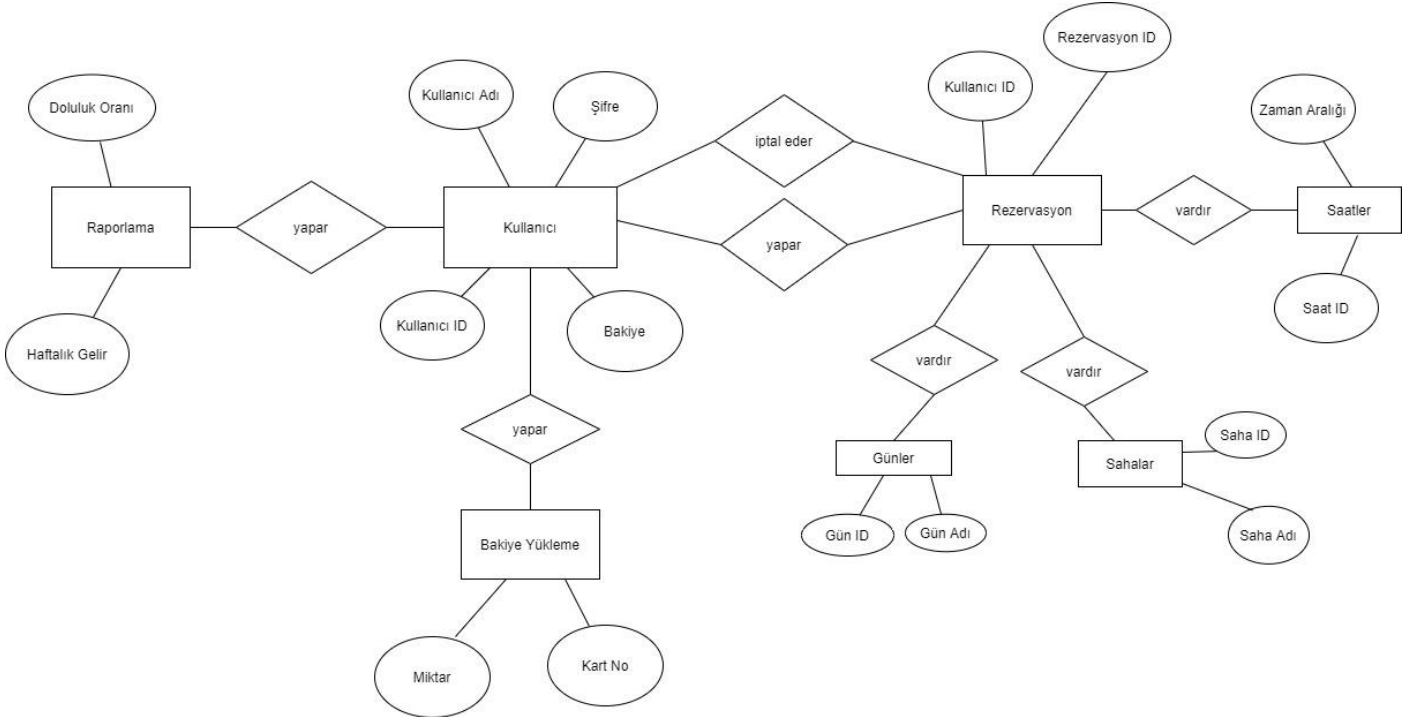 Rezervasyon ID
Kullanıcı ID
Doluluk Oranı
Kullanıcı Adı
Şifre
Zaman Aralığı
iptal eder
Raporlama
yapar
Kullanıcı
yapar
Rezervasyon
vardır
Saatler
Haftalık Gelir
Kullanıcı ID
Bakiye
Saat ID
vardır
vardır
yapar
Günler
Sahalar
Saha ID
Gün ID
Gün Adı
Saha Adı
Bakiye Yükleme
Miktar
Kart No